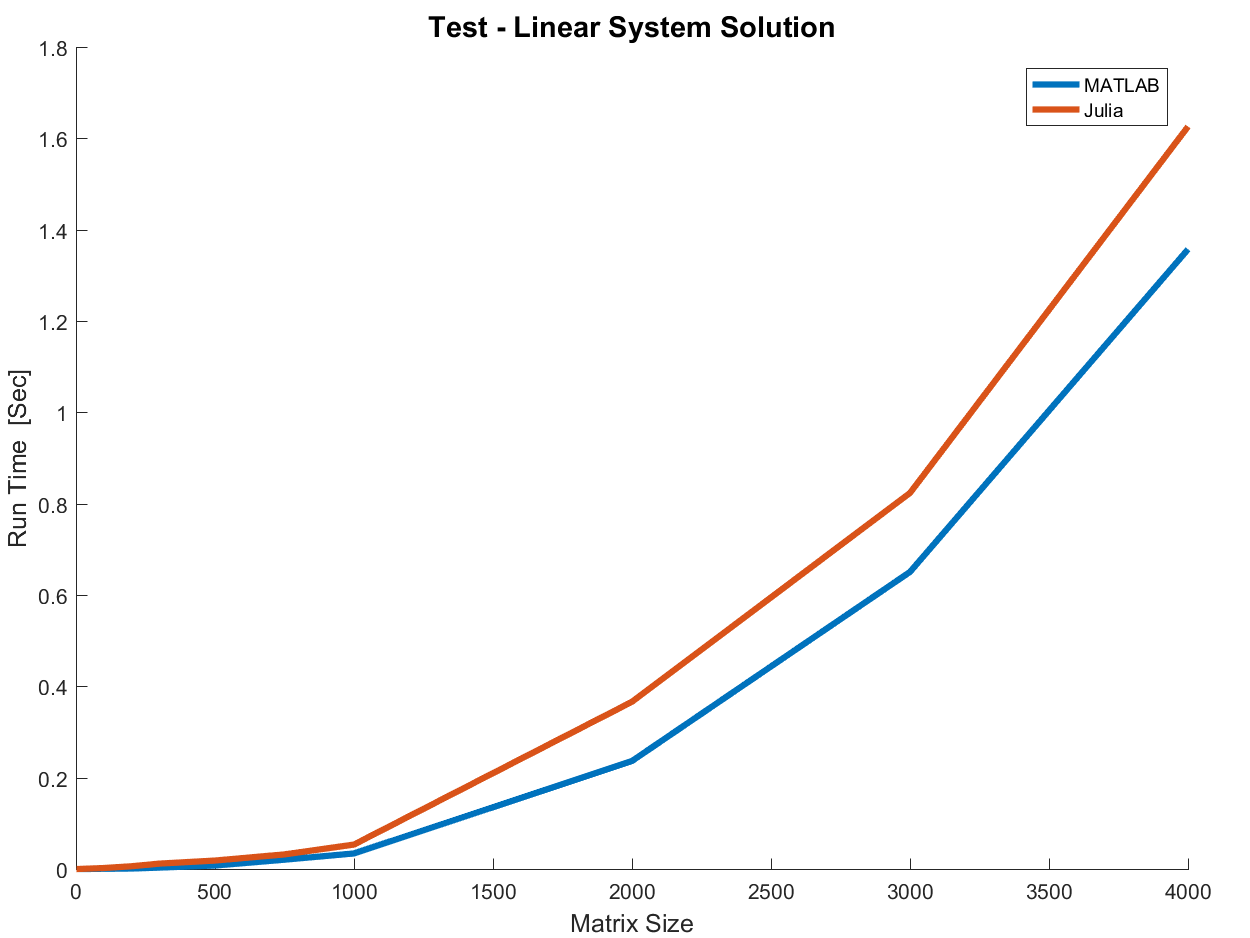 Test - Linear System Solution
MATLAB
Julia
1.8
1.6
1.4
1.2
1
0.8
0.6
0.4
0.2
0
Run Time [Sec]
0 500 1000 1500 2000 2500 3000 3500 4000
Matrix Size